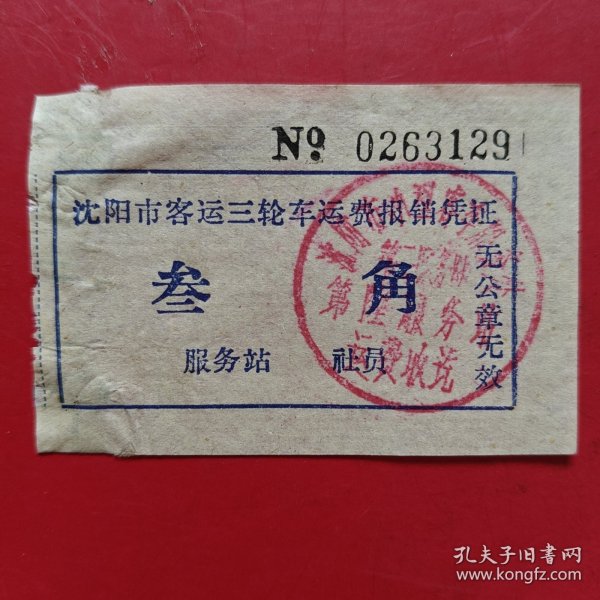 № 0263129
沈阳市客运三轮车运费报销凭证
叁 角
服务站 社员
无公章无效
孔夫子旧书网
www.kongfz.com